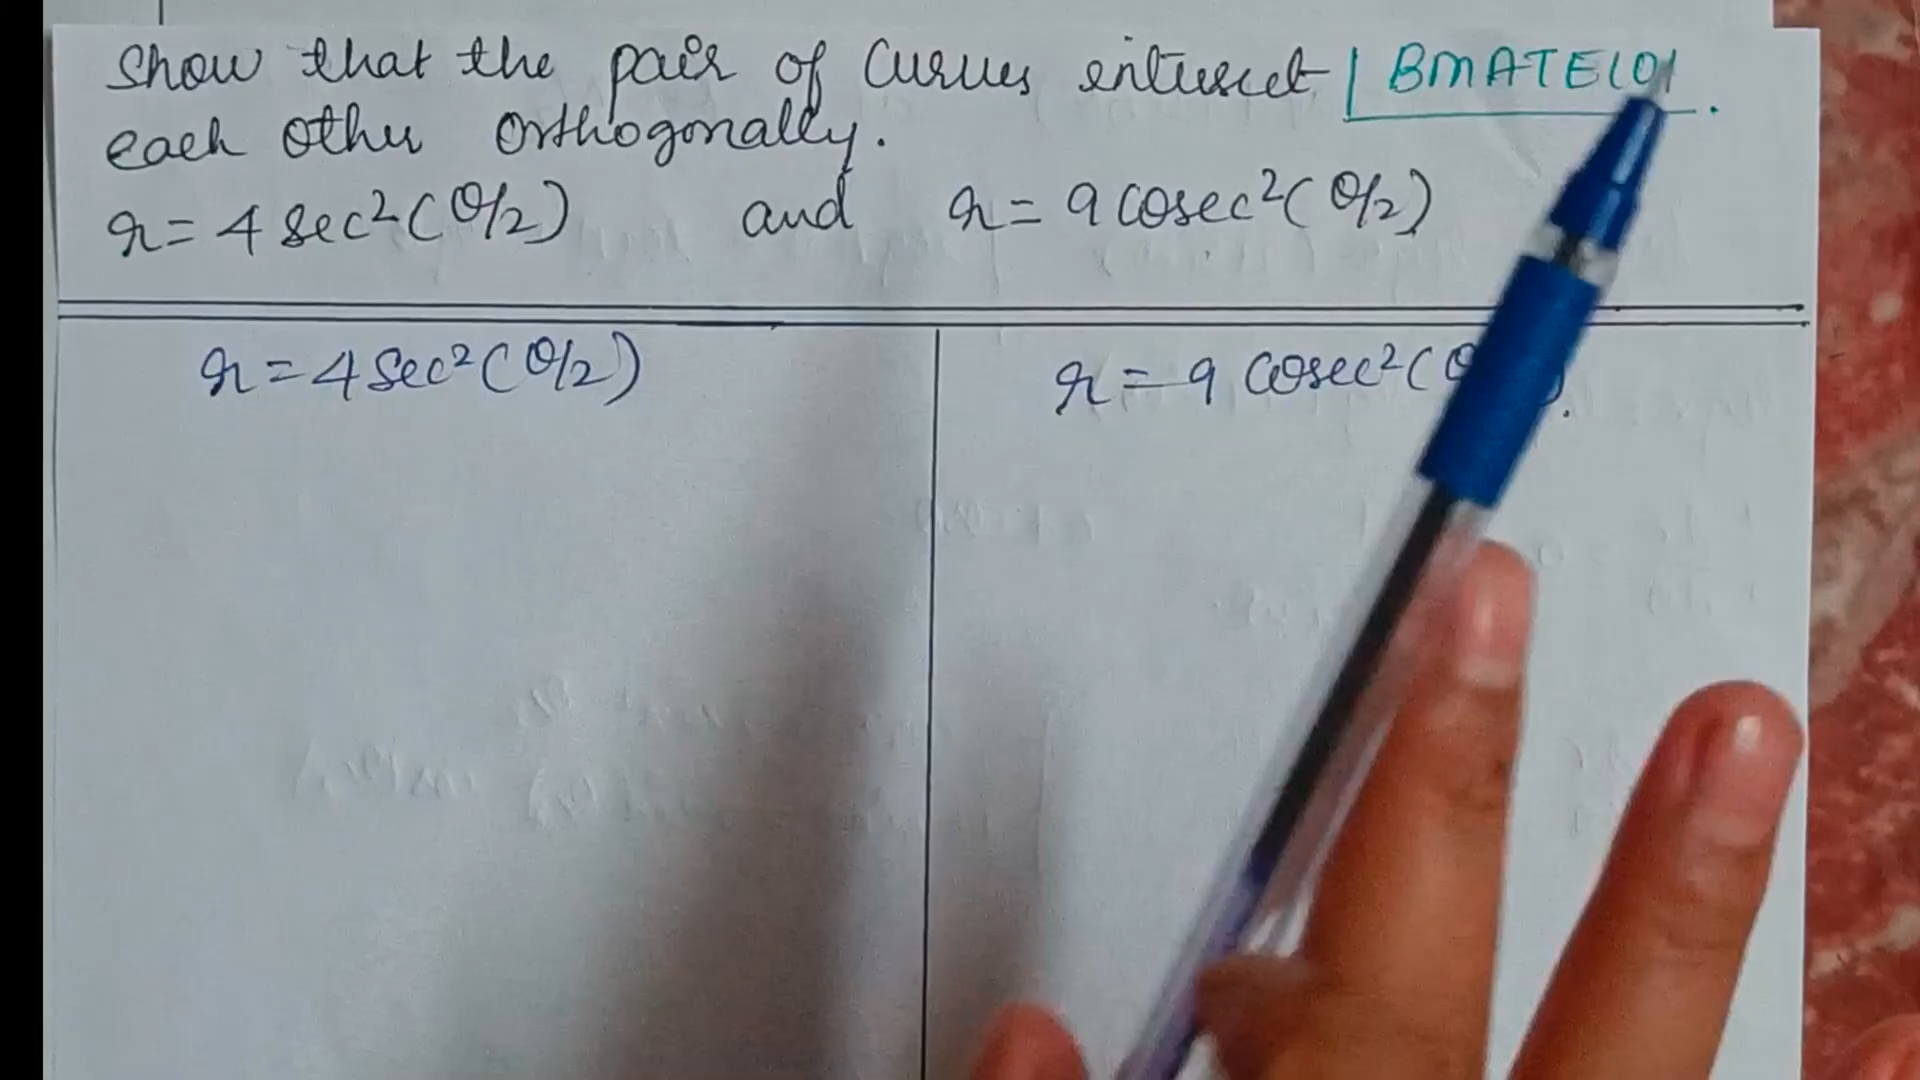 Show that the pair of curves intersect | BMATE101.
each other orthogonally.
r = 4 sec²(θ/2) and r = 9 cosec²(θ/2)
r = 4 Sec²(θ/2)
r = 9 Cosec²(θ